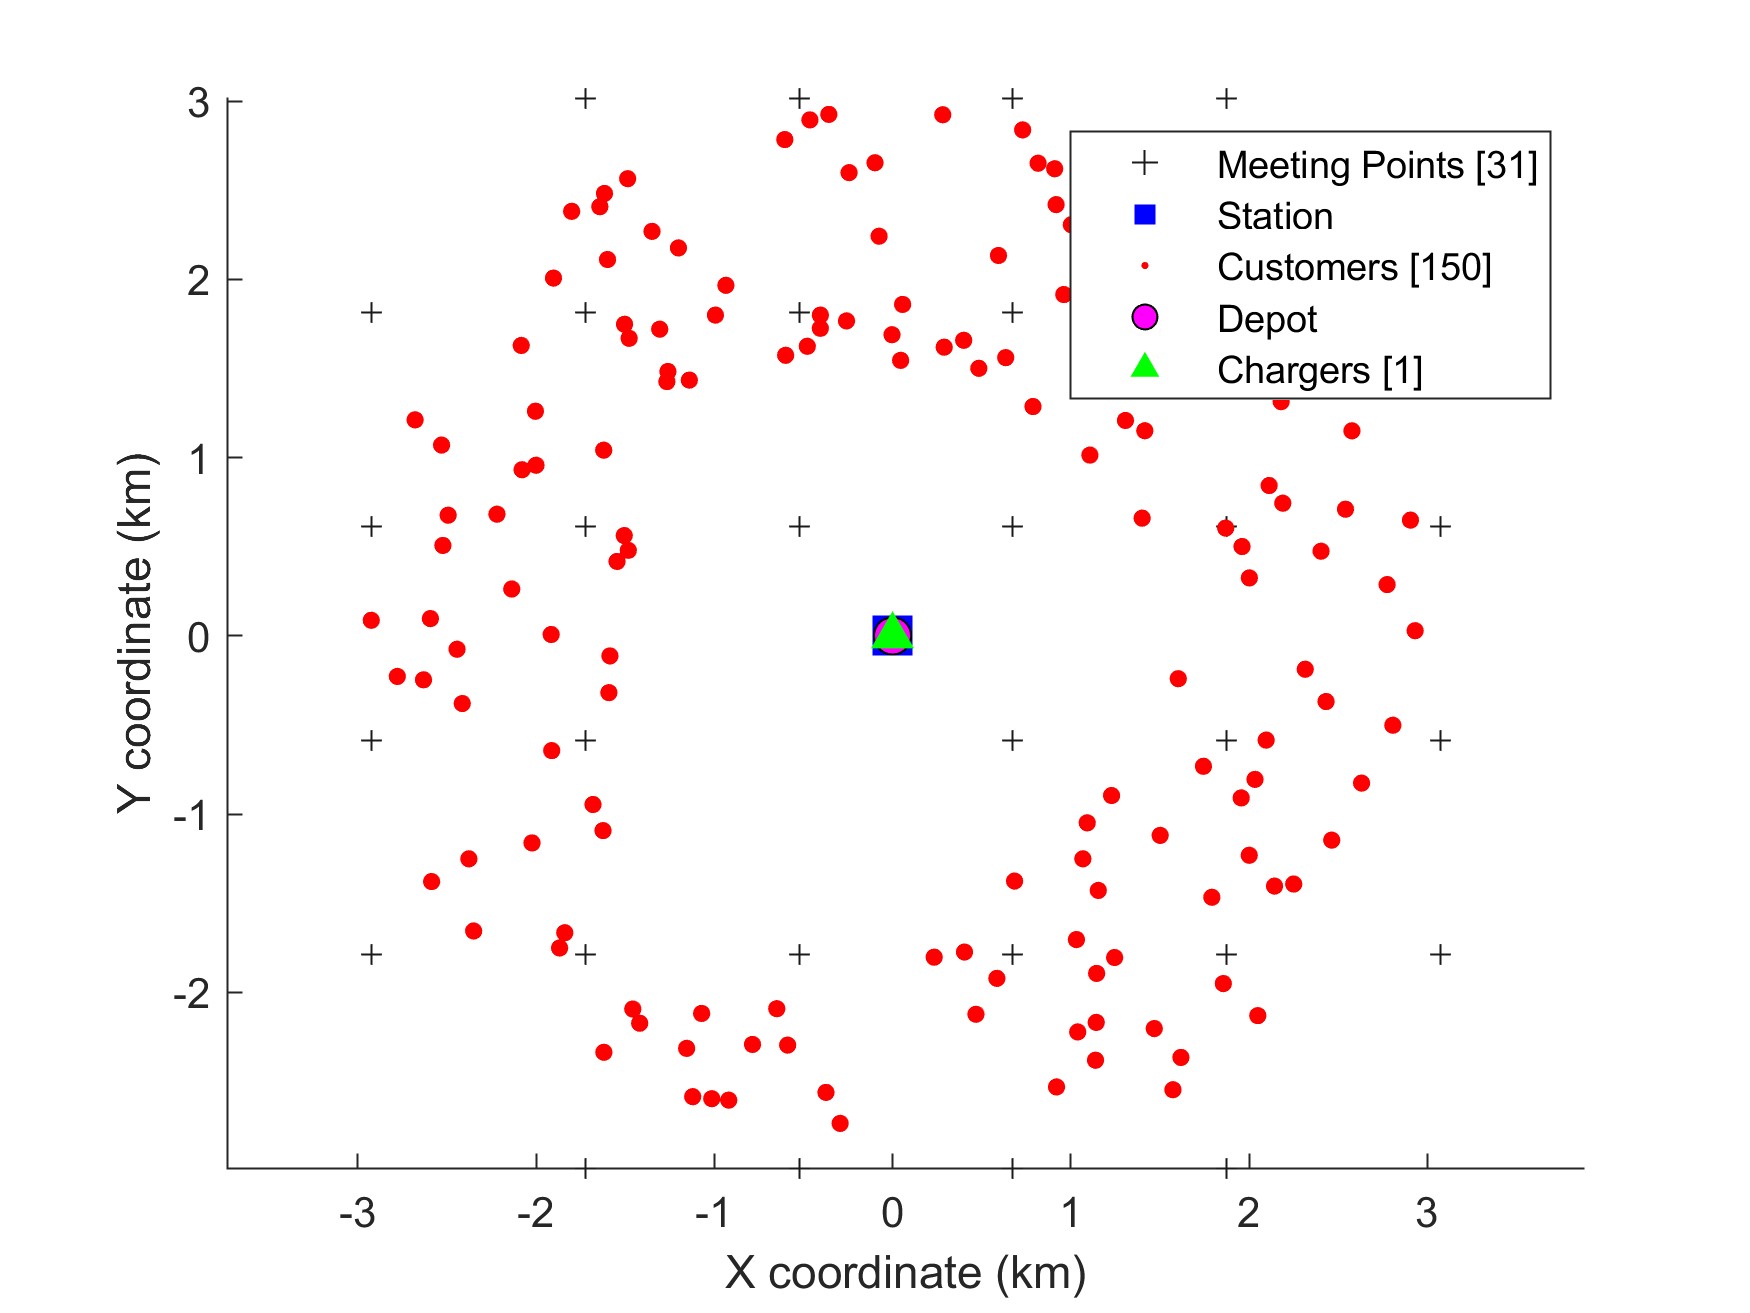 3
2
1
0
-1
-2
Y coordinate (km)
Meeting Points [31]
Station
Customers [150]
Depot
Chargers [1]
-3 -2 -1 0 1 2 3
X coordinate (km)